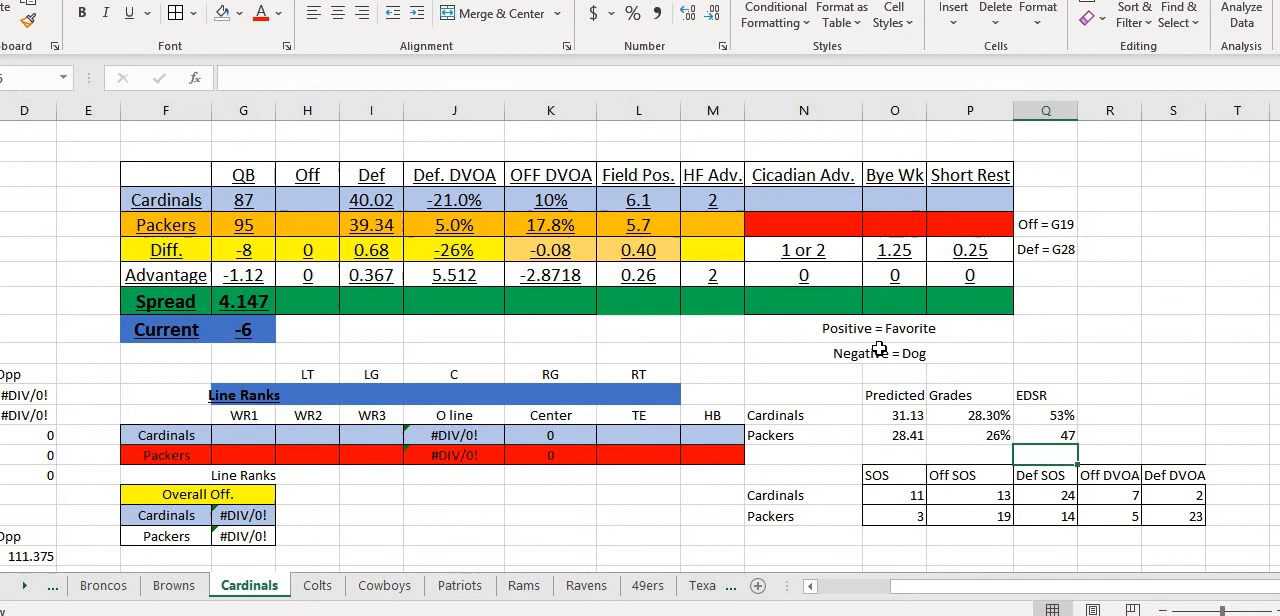 te
B I U A
Merge & Center
$ % 9
Conditional Format as Cell
Formatting Table Styles
Insert Delete Format
Sort & Find &
Filter Select
Analyze
Data
board Font Alignment Number Styles Cells Editing Analysis
fx
D E F G H I J K L M N O P Q R S T
QB Off Def Def. DVOA OFF DVOA Field Pos. HF Adv. Cicadian Adv. Bye Wk Short Rest
Cardinals 87 40.02 -21.0% 10% 6.1 2
Packers 95 39.34 5.0% 17.8% 5.7 Off = G19
Diff. -8 0 0.68 -26% -0.08 0.40 1 or 2 1.25 0.25 Def = G28
Advantage -1.12 0 0.367 5.512 -2.8718 0.26 2 0 0 0
Spread 4.147
Current -6 Positive = Favorite
Negative = Dog
Opp LT LG C RG RT
#DIV/0! Line Ranks Predicted Grades EDSR
#DIV/0! WR1 WR2 WR3 O line Center TE HB Cardinals 31.13 28.30% 53%
0 Cardinals #DIV/0! 0 Packers 28.41 26% 47
0 Packers #DIV/0! 0
0 Line Ranks SOS Off SOS Def SOS Off DVOA Def DVOA
Overall Off. Cardinals 11 13 24 7 2
Cardinals #DIV/0! Packers 3 19 14 5 23
Opp Packers #DIV/0!
111.375
... Broncos Browns Cardinals Colts Cowboys Patriots Rams Ravens 49ers Texa ...